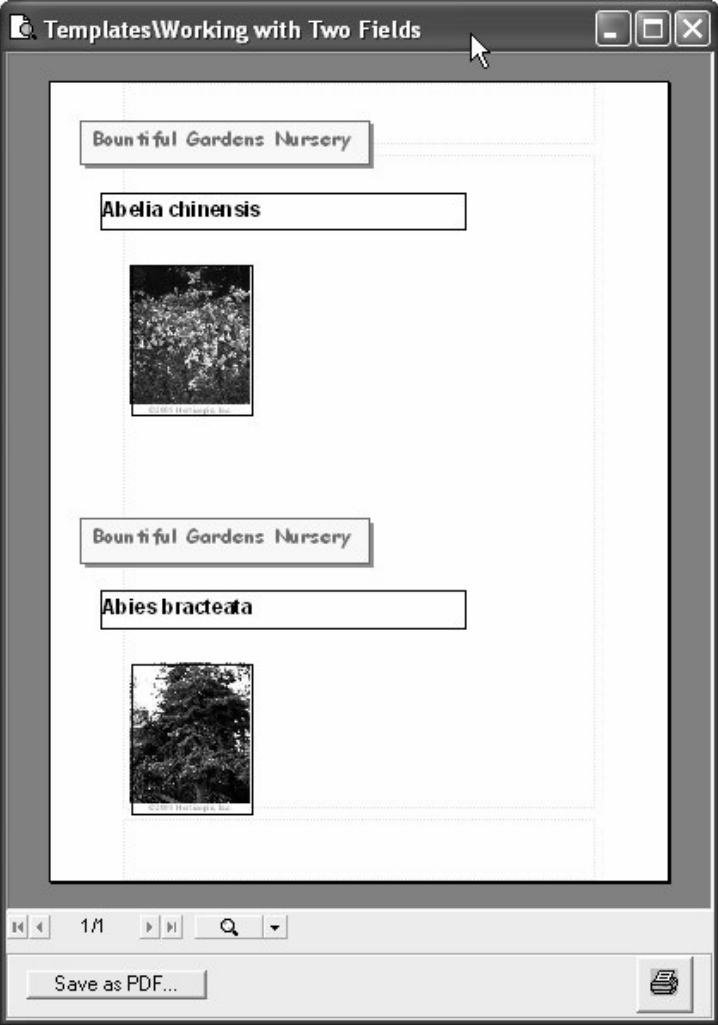 Templates\Working with Two Fields
Bountiful Gardens Nursery
Abelia chinensis
Bountiful Gardens Nursery
Abies bracteata
1/1
Save as PDF...